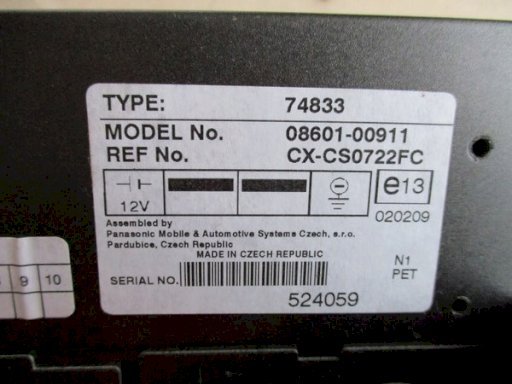 TYPE: 74833
MODEL No. 08601-00911
REF No. CX-CS0722FC
12V
e13
020209
Assembled by
Panasonic Mobile & Automotive Systems Czech, s.r.o.
Pardubice, Czech Republic
MADE IN CZECH REPUBLIC
N1
PET
SERIAL NO.
524059
9 10